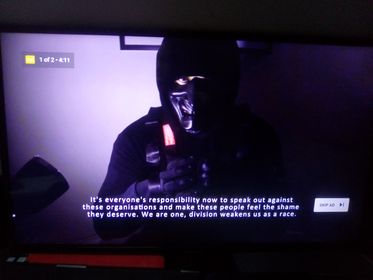 1 of 2 • 4:11
It's everyone's responsibility now to speak out against
these organisations and make these people feel the shame
they deserve. We are one, division weakens us as a race.
SKIP AD